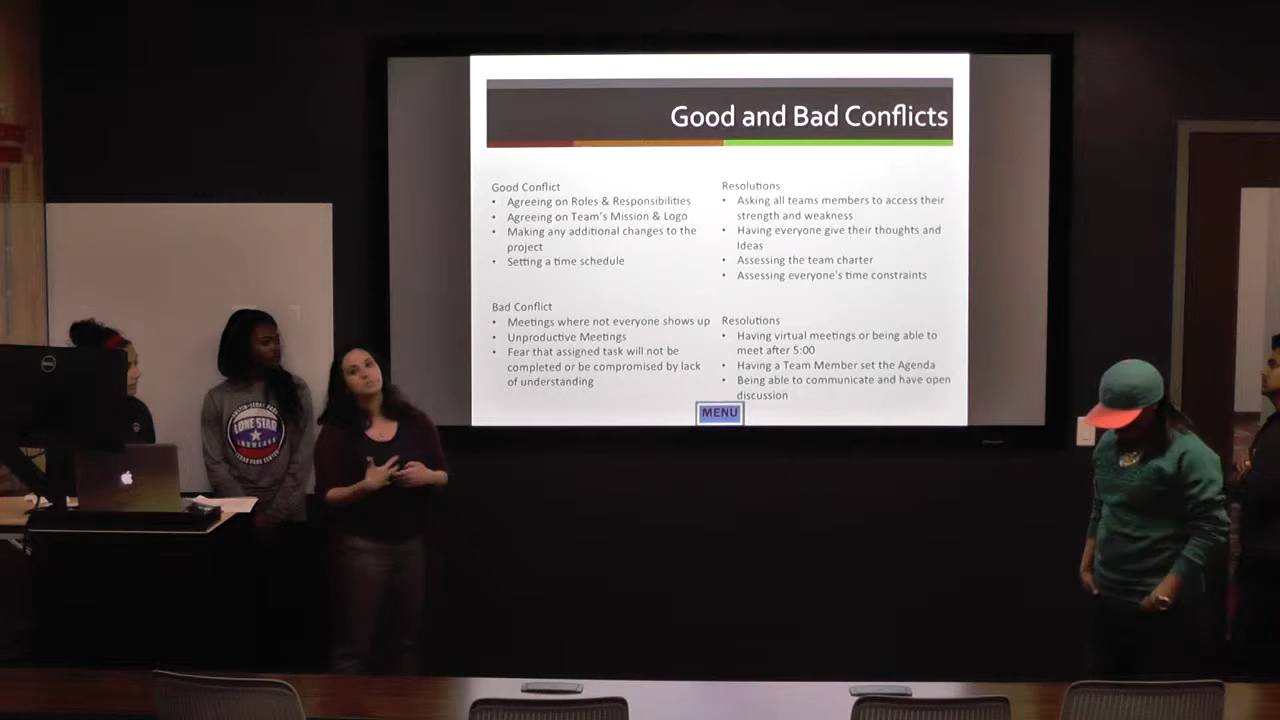 Good and Bad Conflicts
Good Conflict
• Agreeing on Roles & Responsibilities
• Agreeing on Team's Mission & Logo
• Making any additional changes to the
project
• Setting a time schedule
Resolutions
• Asking all teams members to access their
strength and weakness
• Having everyone give their thoughts and
Ideas
• Assessing the team charter
• Assessing everyone's time constraints
Bad Conflict
• Meetings where not everyone shows up
• Unproductive Meetings
• Fear that assigned task will not be
completed or be compromised by lack
of understanding
Resolutions
• Having virtual meetings or being able to
meet after 5:00
• Having a Team Member set the Agenda
• Being able to communicate and have open
discussion
MENU
LONE STAR
DELL